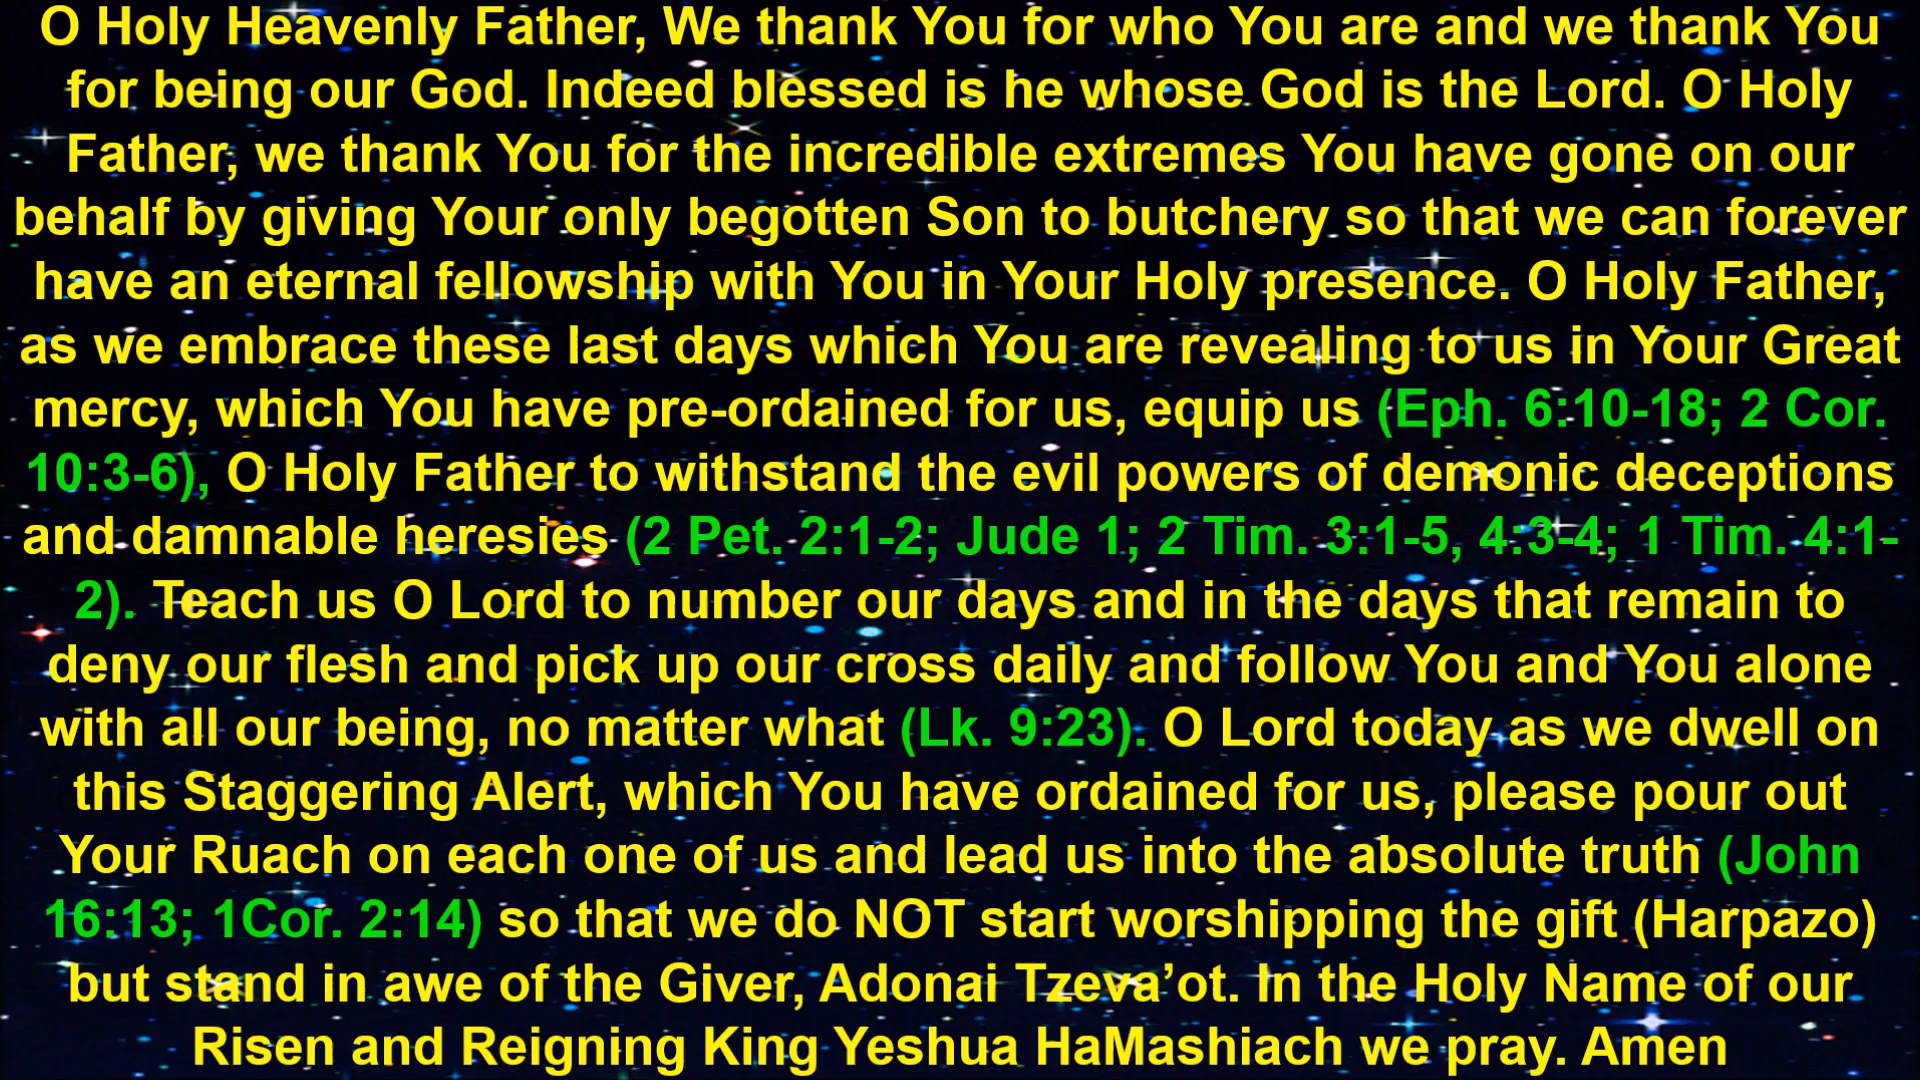 O Holy Heavenly Father, We thank You for who You are and we thank You
for being our God. Indeed blessed is he whose God is the Lord. O Holy
Father, we thank You for the incredible extremes You have gone on our
behalf by giving Your only begotten Son to butchery so that we can forever
have an eternal fellowship with You in Your Holy presence. O Holy Father,
as we embrace these last days which You are revealing to us in Your Great
mercy, which You have pre-ordained for us, equip us (Eph. 6:10-18; 2 Cor.
10:3-6), O Holy Father to withstand the evil powers of demonic deceptions
and damnable heresies (2 Pet. 2:1-2; Jude 1; 2 Tim. 3:1-5, 4:3-4; 1 Tim. 4:1-
2). Teach us O Lord to number our days and in the days that remain to
deny our flesh and pick up our cross daily and follow You and You alone
with all our being, no matter what (Lk. 9:23). O Lord today as we dwell on
this Staggering Alert, which You have ordained for us, please pour out
Your Ruach on each one of us and lead us into the absolute truth (John
16:13; 1Cor. 2:14) so that we do NOT start worshipping the gift (Harpazo)
but stand in awe of the Giver, Adonai Tzeva’ot. In the Holy Name of our
Risen and Reigning King Yeshua HaMashiach we pray. Amen